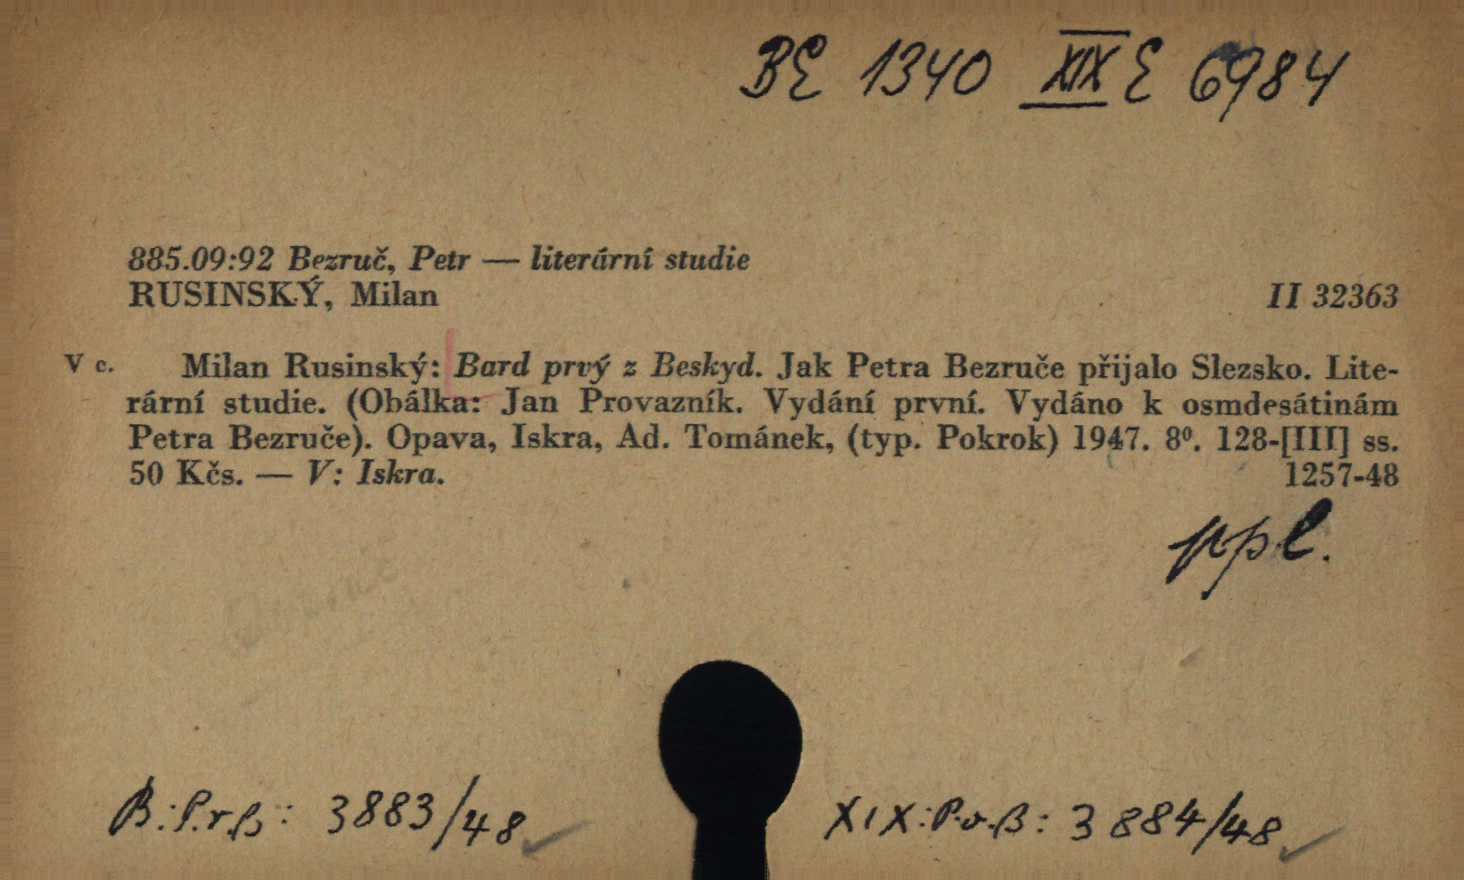 BE 1340 XIX E 6984
885.09:92 Bezruč, Petr — literární studie
RUSINSKÝ, Milan II 32363
V c. Milan Rusinský: Bard prvý z Beskyd. Jak Petra Bezruče přijalo Slezsko. Lite-
rární studie. (Obálka: Jan Provazník. Vydání první. Vydáno k osmdesátinám
Petra Bezruče). Opava, Iskra, Ad. Tománek, (typ. Pokrok) 1947. 8⁰. 128-[III] ss.
50 Kčs. — V: Iskra. 1257-48
ppl.
3883/48 XIX: 3884/48